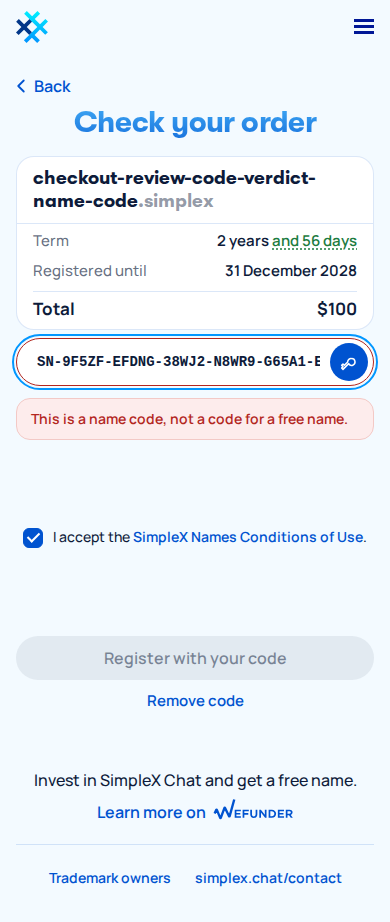 Back
Check your order
checkout-review-code-verdict-
name-code.simplex
Term 2 years and 56 days
Registered until 31 December 2028
Total $100
SN-9F5ZF-EFDNG-38WJ2-N8WR9-G65A1-E
This is a name code, not a code for a free name.
I accept the SimpleX Names Conditions of Use.
Register with your code
Remove code
Invest in SimpleX Chat and get a free name.
Learn more on WEFUNDER
Trademark owners simplex.chat/contact